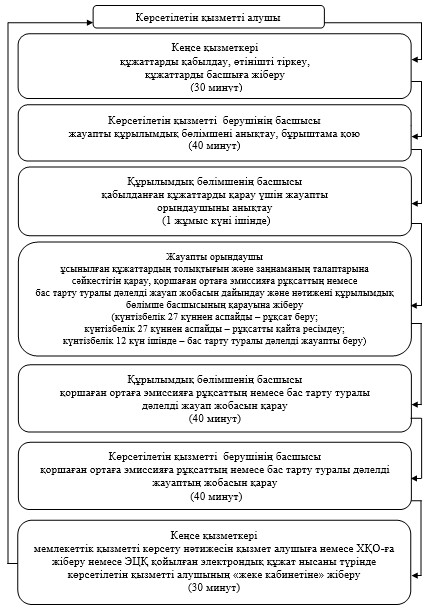 Көрсетілетін қызметті алушы
Кеңсе қызметкері
құжаттарды қабылдау, өтінішті тіркеу,
құжаттарды басшыға жіберу
(30 минут)
Көрсетілетін қызметті берушінің басшысы
жауапты құрылымдық бөлімшені анықтау, бұрыштама қою
(40 минут)
Құрылымдық бөлімшенің басшысы
қабылданған құжаттарды қарау үшін жауапты
орындаушыны анықтау
(1 жұмыс күні ішінде)
Жауапты орындаушы
ұсынылған құжаттардың толықтығын және заңнаманың талаптарына
сәйкестігін қарау, қоршаған ортаға эмиссияға рұқсаттың немесе
бас тарту туралы дәлелді жауап жобасын дайындау және нәтижені құрылымдық
бөлімше басшысының қарауына жіберу
(күнтізбелік 27 күннен аспайды – рұқсат беру;
күнтізбелік 27 күннен аспайды – рұқсатты қайта ресімдеу;
күнтізбелік 12 күн ішінде – бас тарту туралы дәлелді жауапты беру)
Құрылымдық бөлімшенің басшысы
қоршаған ортаға эмиссияға рұқсаттың немесе бас тарту туралы
дәлелді жауап жобасын қарау
(40 минут)
Көрсетілетін қызметті берушінің басшысы
қоршаған ортаға эмиссияға рұқсаттың немесе бас тарту туралы дәлелді
жауаптың жобасын қарау
(40 минут)
Кеңсе қызметкері
мемлекеттік қызметті көрсету нәтижесін қызмет алушыға немесе ХҚО-ға
жіберу немесе ЭЦҚ қойылған электрондық құжат нысаны түрінде
көрсетілетін қызметті алушының «жеке кабинетіне» жіберу
(30 минут)